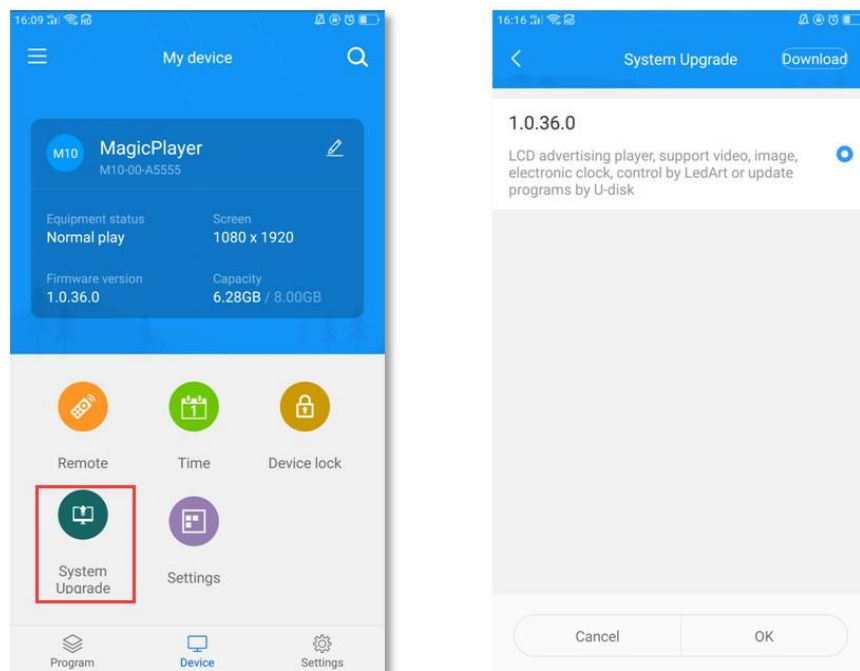 16:09
My device
M10
MagicPlayer
M10-00-A5555
Equipment status
Normal play
Screen
1080 x 1920
Firmware version
1.0.36.0
Capacity
6.28GB / 8.00GB
1
Remote
Time
Device lock
System
Upgrade
Settings
Program
Device
Settings
16:16
System Upgrade
Download
1.0.36.0
LCD advertising player, support video, image,
electronic clock, control by LedArt or update
programs by U-disk
Cancel
OK